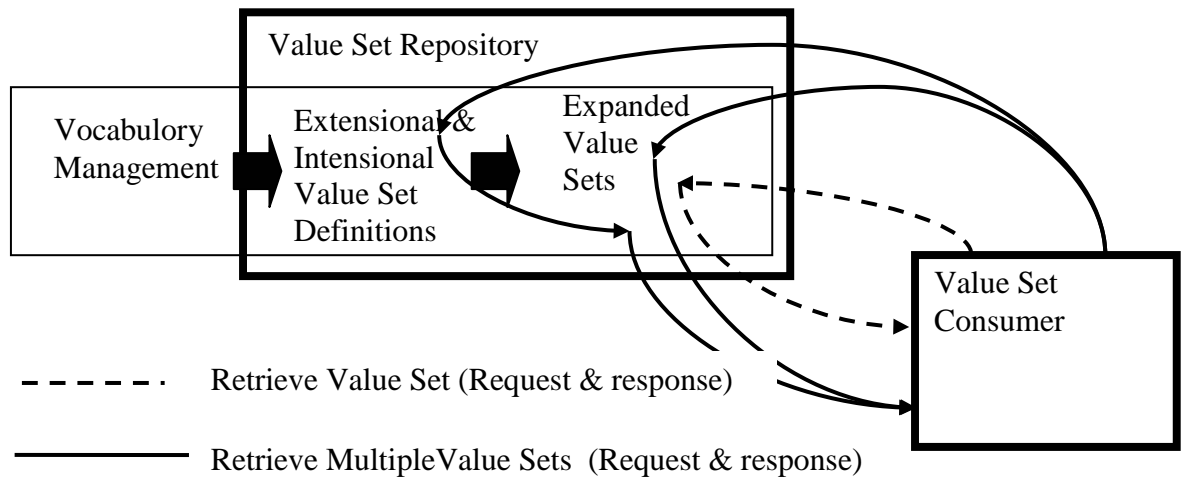 Value Set Repository
Vocabulory
Management
Extensional &
Intensional
Value Set
Definitions
Expanded
Value
Sets
Value Set
Consumer
Retrieve Value Set (Request & response)
Retrieve MultipleValue Sets (Request & response)